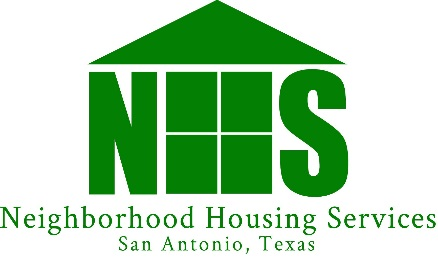 NHS
Neighborhood Housing Services
San Antonio, Texas